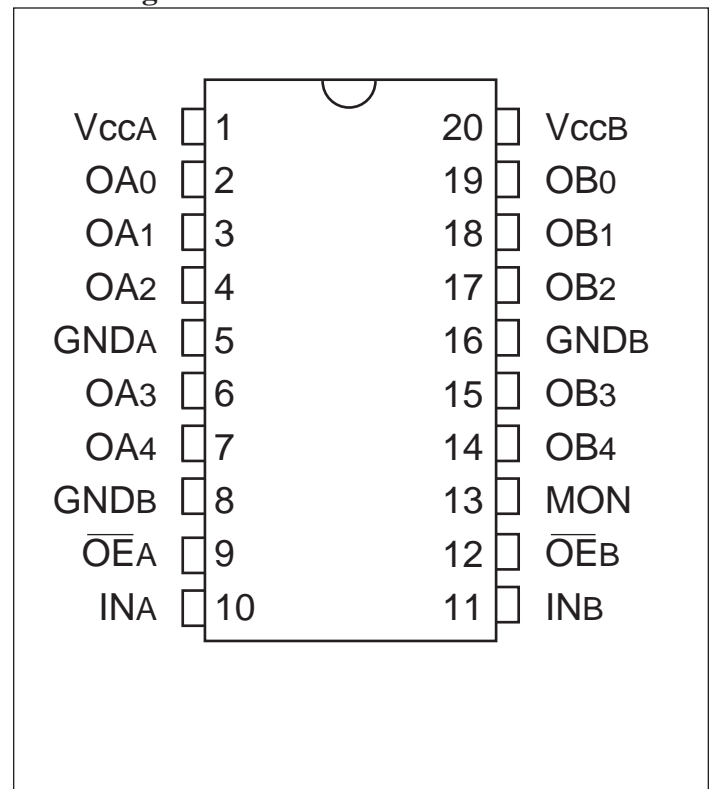 VccA 1 20 VccB
OA0 2 19 OB0
OA1 3 18 OB1
OA2 4 17 OB2
GNDA 5 16 GNDB
OA3 6 15 OB3
OA4 7 14 OB4
GNDB 8 13 MON
O̅E̅A 9 12 O̅E̅B
INA 10 11 INB